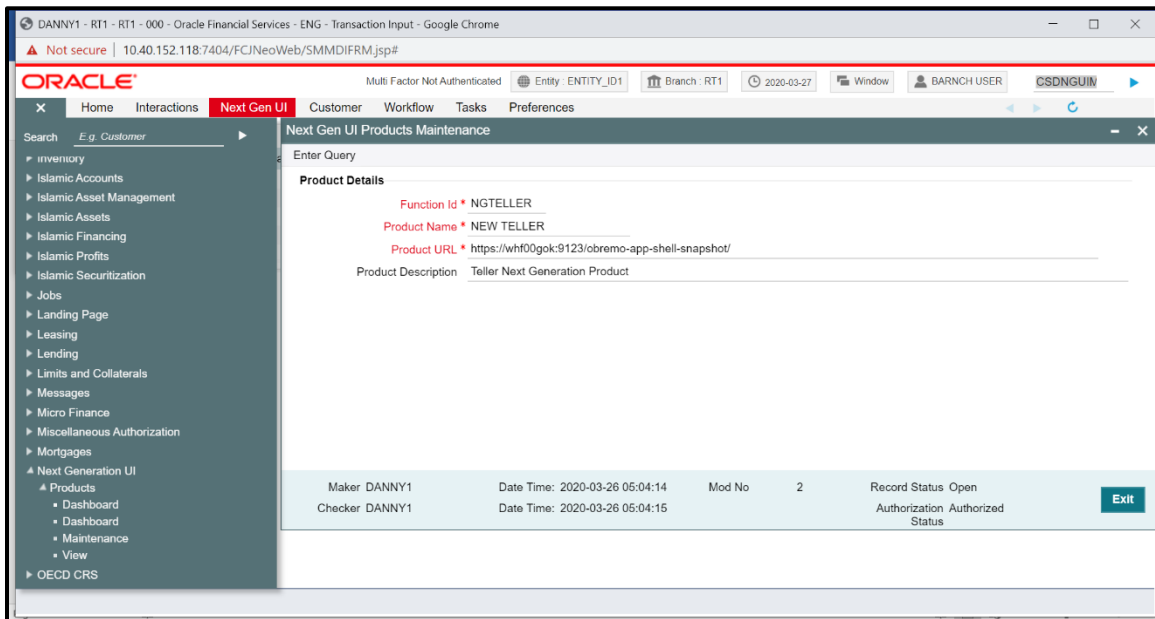 DANNY1 - RT1 - RT1 - 000 - Oracle Financial Services - ENG - Transaction Input - Google Chrome
Not secure | 10.40.152.118:7404/FCJNeoWeb/SMMDIFRM.jsp#
ORACLE
Multi Factor Not Authenticated Entity : ENTITY_ID1 Branch : RT1 2020-03-27 Window BARNCH USER CSDNGUIM
Home Interactions Next Gen UI Customer Workflow Tasks Preferences
Search E.g. Customer
Inventory
Islamic Accounts
Islamic Asset Management
Islamic Assets
Islamic Financing
Islamic Profits
Islamic Securitization
Jobs
Landing Page
Leasing
Lending
Limits and Collaterals
Messages
Micro Finance
Miscellaneous Authorization
Mortgages
Next Generation UI
Products
Dashboard
Dashboard
Maintenance
View
OECD CRS
Next Gen UI Products Maintenance
Enter Query
Product Details
Function Id * NGTELLER
Product Name * NEW TELLER
Product URL * https://whf00gok:9123/obremo-app-shell-snapshot/
Product Description Teller Next Generation Product
Maker DANNY1 Date Time: 2020-03-26 05:04:14 Mod No 2 Record Status Open
Checker DANNY1 Date Time: 2020-03-26 05:04:15 Authorization Authorized
Status
Exit